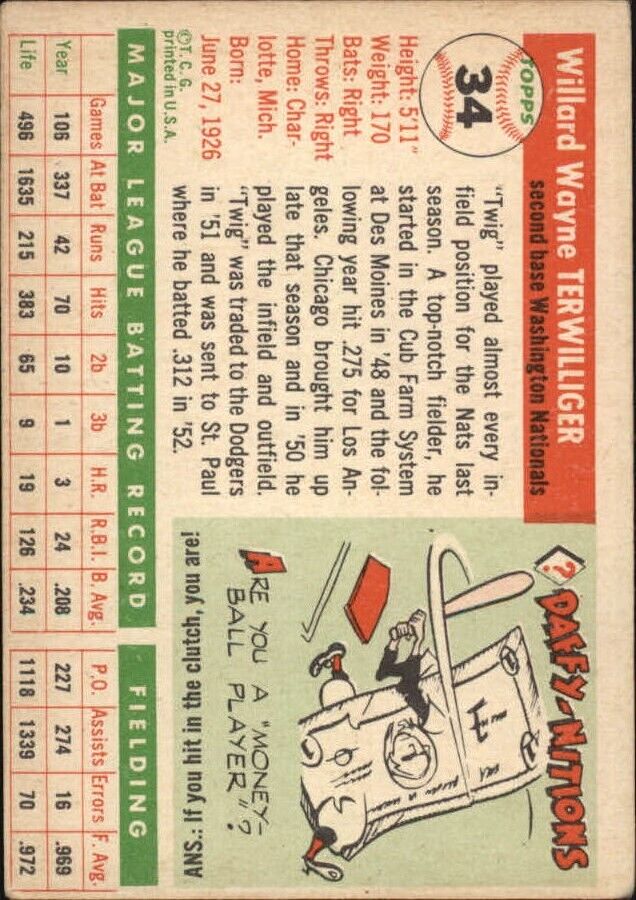 TOPPS
34
Willard Wayne TERWILLIGER
second base Washington Nationals
Height: 5'11"
Weight: 170
Bats: Right
Throws: Right
Home: Char-
lotte, Mich.
Born:
June 27, 1926
©T. C. G.
printed in U.S.A.
"Twig" played almost every in-
field position for the Nats last
season. A top-notch fielder, he
started in the Cub Farm System
at Des Moines in '48 and the fol-
lowing year hit .275 for Los An-
geles. Chicago brought him up
late that season and in '50 he
played the infield and outfield.
"Twig" was traded to the Dodgers
in '51 and was sent to St. Paul
where he batted .312 in '52.
? DAFFY-NITIONS
ARE YOU A "MONEY-
BALL PLAYER"?
ANS.: If you hit in the clutch, you are!
MAJOR LEAGUE BATTING RECORD FIELDING
Games At Bat Runs Hits 2b 3b H.R. R.B.I. B. Avg. P.O. Assists Errors F. Avg.
Year 106 337 42 70 10 1 3 24 .208 227 274 16 .969
Life 496 1635 215 383 65 9 19 126 .234 1118 1339 70 .972